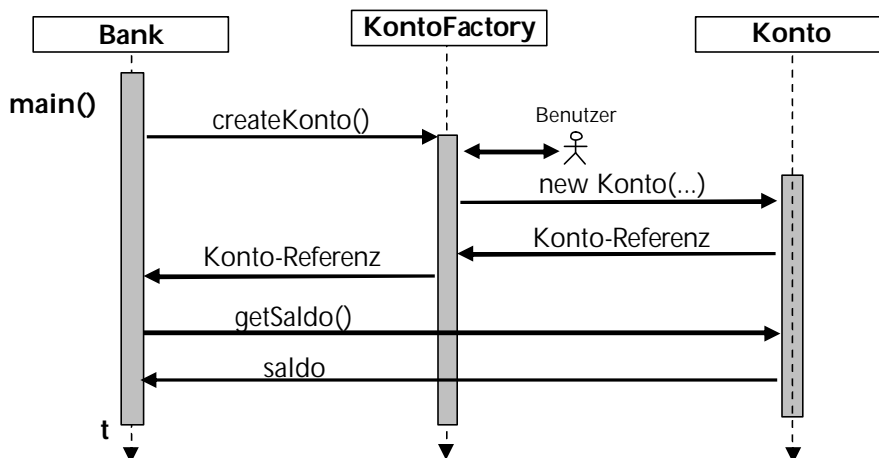 Bank
KontoFactory
Konto
main()
createKonto()
Benutzer
new Konto(...)
Konto-Referenz
Konto-Referenz
getSaldo()
saldo
t